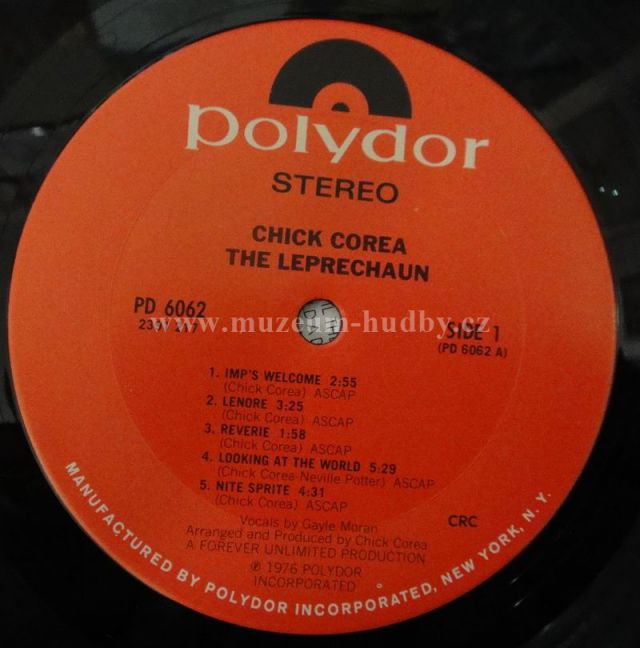 polydor
STEREO
CHICK COREA
THE LEPRECHAUN
PD 6062
SIDE 1
(PD 6062 A)
www.muzeum-hudby.cz
1. IMP'S WELCOME 2:55
(Chick Corea) ASCAP
2. LENORE 3:25
(Chick Corea) ASCAP
3. REVERIE 1:58
(Chick Corea) ASCAP
4. LOOKING AT THE WORLD 5:29
(Chick Corea-Neville Potter) ASCAP
5. NITE SPRITE 4:31
(Chick Corea) ASCAP
CRC
Vocals by Gayle Moran
Arranged and Produced by Chick Corea
A FOREVER UNLIMITED PRODUCTION
℗ 1976 POLYDOR
INCORPORATED
MANUFACTURED BY POLYDOR INCORPORATED, NEW YORK, N.Y.